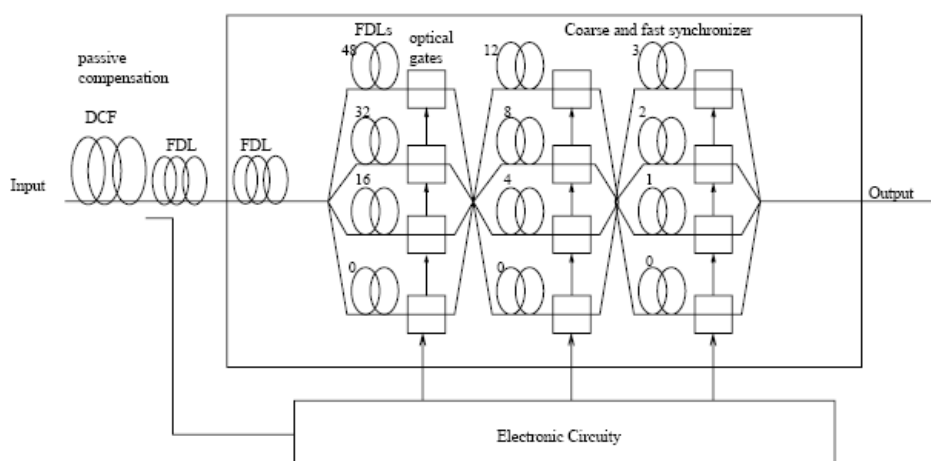 FDLs
optical
gates
Coarse and fast synchronizer
passive
compensation
48
12
3
DCF
FDL
FDL
32
8
2
Input
16
4
1
Output
0
0
0
Electronic Circuity